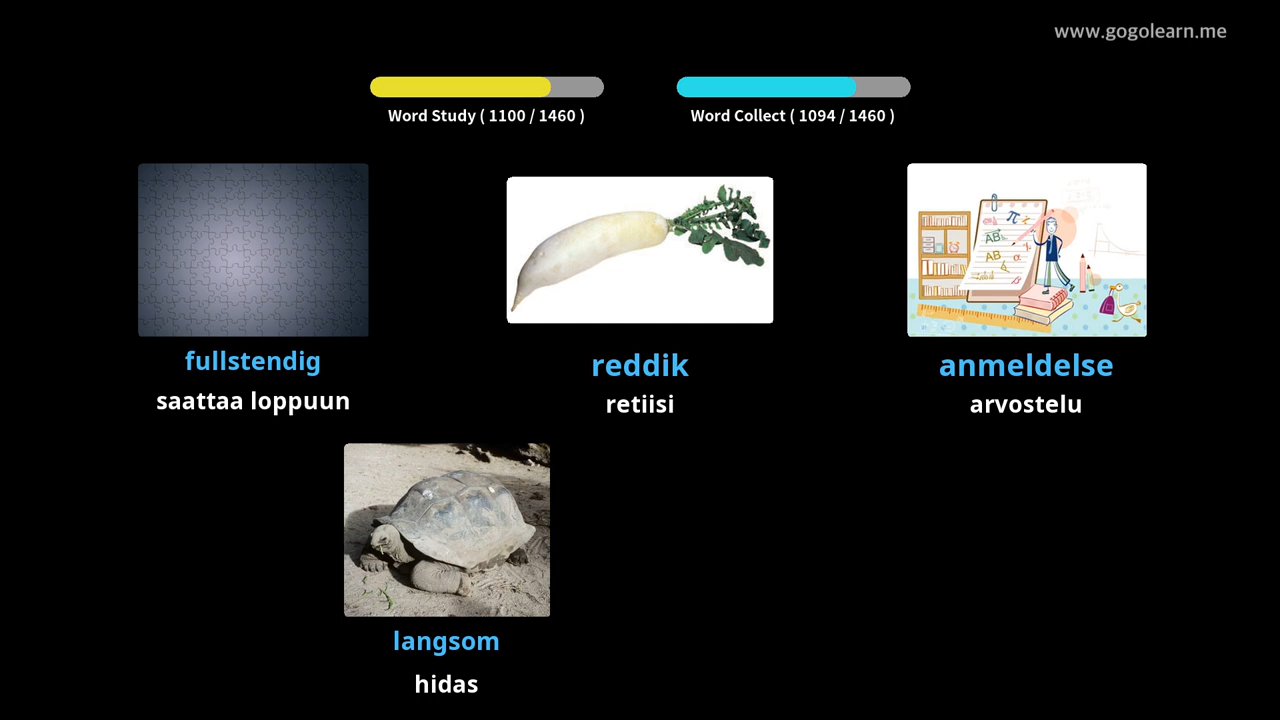 www.gogolearn.me
Word Study ( 1100 / 1460 )
Word Collect ( 1094 / 1460 )
fullstendig
saattaa loppuun
reddik
retiisi
anmeldelse
arvostelu
langsom
hidas